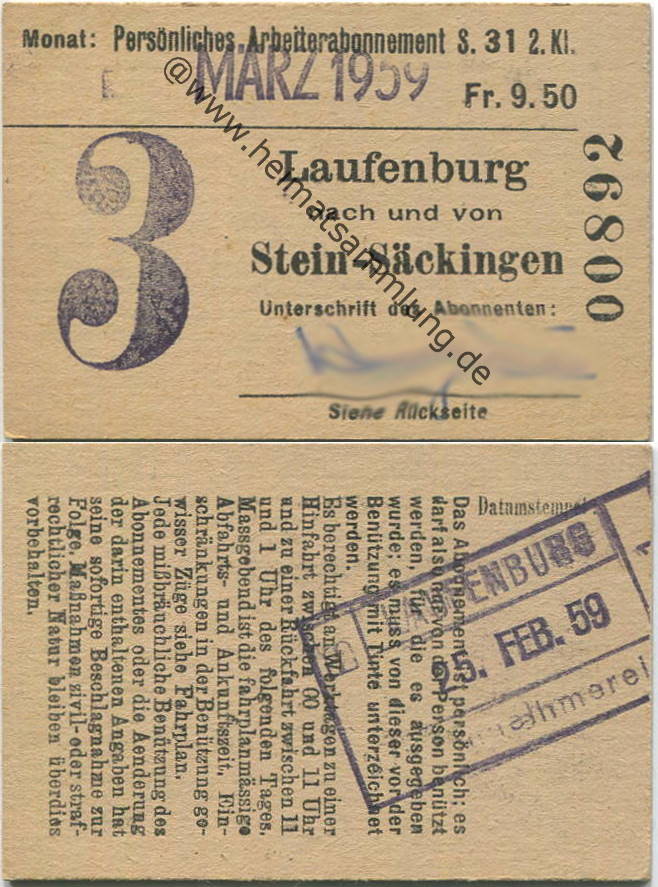 Monat: Persönliches Arbeiterabonnement S. 31 2. Kl.
MÄRZ 1959
Fr. 9.50
3
Laufenburg
nach und von
Stein-Säckingen
Unterschrift des Abonnenten:
Siehe Rückseite
00892
@www.heimatsammlung.de
Datumstempel
Das Abonnement ist persönlich; es
darf also nur von der Person benützt
werden, für die es ausgegeben
wurde; es muss von dieser vor der
Benützung mit Tinte unterzeichnet
werden.
Es berechtigt an Werktagen zu einer
Hinfahrt zwischen 00 und 11 Uhr
und zu einer Rückfahrt zwischen 11
und 1 Uhr des folgenden Tages.
Massgebend ist die fahrplanmässige
Abfahrts- und Ankunftszeit. Ein-
schränkungen in der Benützung ge-
wisser Züge siehe Fahrplan.
Jede mißbräuchliche Benützung des
Abonnementes oder die Aenderung
der darin enthaltenen Angaben hat
seine sofortige Beschlagnahme zur
Folge. Maßnahmen zivil- oder straf-
rechtlicher Natur bleiben überdies
vorbehalten.
LAUFENBURG
25. FEB. 59
Einnehmerei